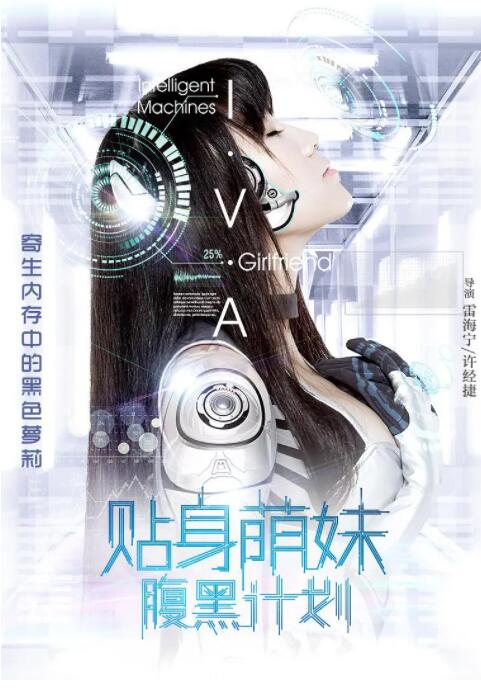 Intelligent
Machines
I·V·A
25%
Girlfriend
寄生内存中的黑色萝莉
导演 雷海宁/许经捷
贴身萌妹
腹黑计划